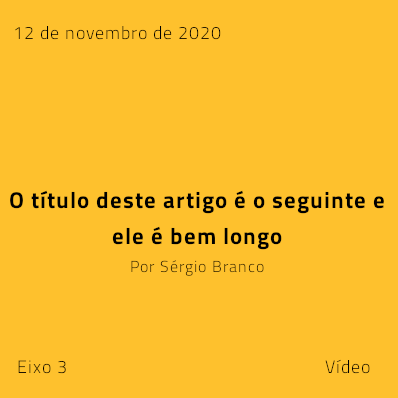 12 de novembro de 2020
O título deste artigo é o seguinte e
ele é bem longo
Por Sérgio Branco
Eixo 3
Vídeo